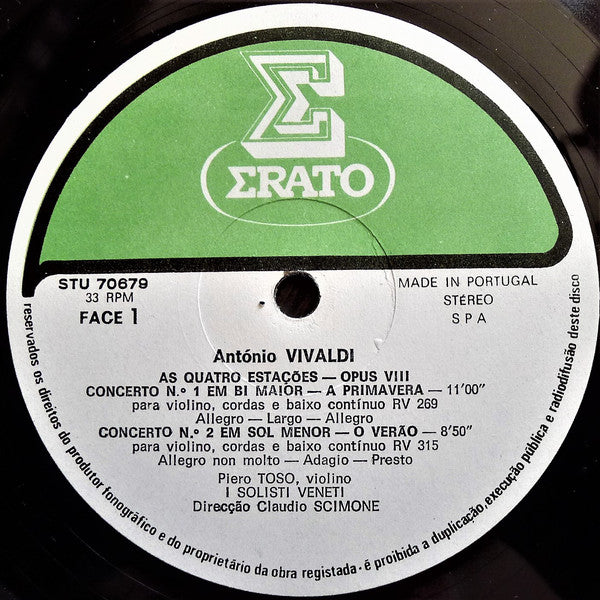 Σ
ΣRATO
STU 70679
33 RPM
FACE 1
MADE IN PORTUGAL
STÉREO
SPA
António VIVALDI
AS QUATRO ESTAÇÕES — OPUS VIII
CONCERTO N.º 1 EM BI MAIOR — A PRIMAVERA — 11'00"
para violino, cordas e baixo contínuo RV 269
Allegro — Largo — Allegro
CONCERTO N.º 2 EM SOL MENOR — O VERÃO — 8'50"
para violino, cordas e baixo contínuo RV 315
Allegro non molto — Adagio — Presto
Piero TOSO, violino
I SOLISTI VENETI
Direcção Claudio SCIMONE
reservados os direitos do produtor fonográfico e do proprietário da obra registada · é proibida a duplicação, execução pública e radiodifusão deste disco